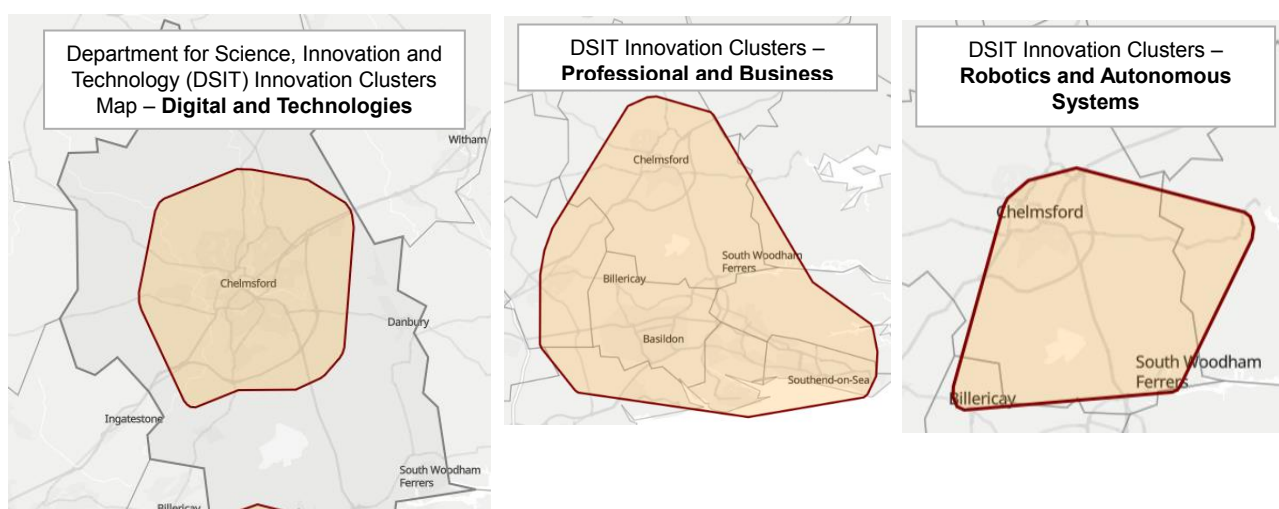 Department for Science, Innovation and
Technology (DSIT) Innovation Clusters
Map – Digital and Technologies
Witham
Chelmsford
Danbury
Ingatestone
South Woodham
Ferrers
Billericay
DSIT Innovation Clusters –
Professional and Business
Chelmsford
South Woodham
Ferrers
Billericay
Basildon
Southend-on-Sea
DSIT Innovation Clusters –
Robotics and Autonomous
Systems
Chelmsford
South Woodham
Ferrers
Billericay